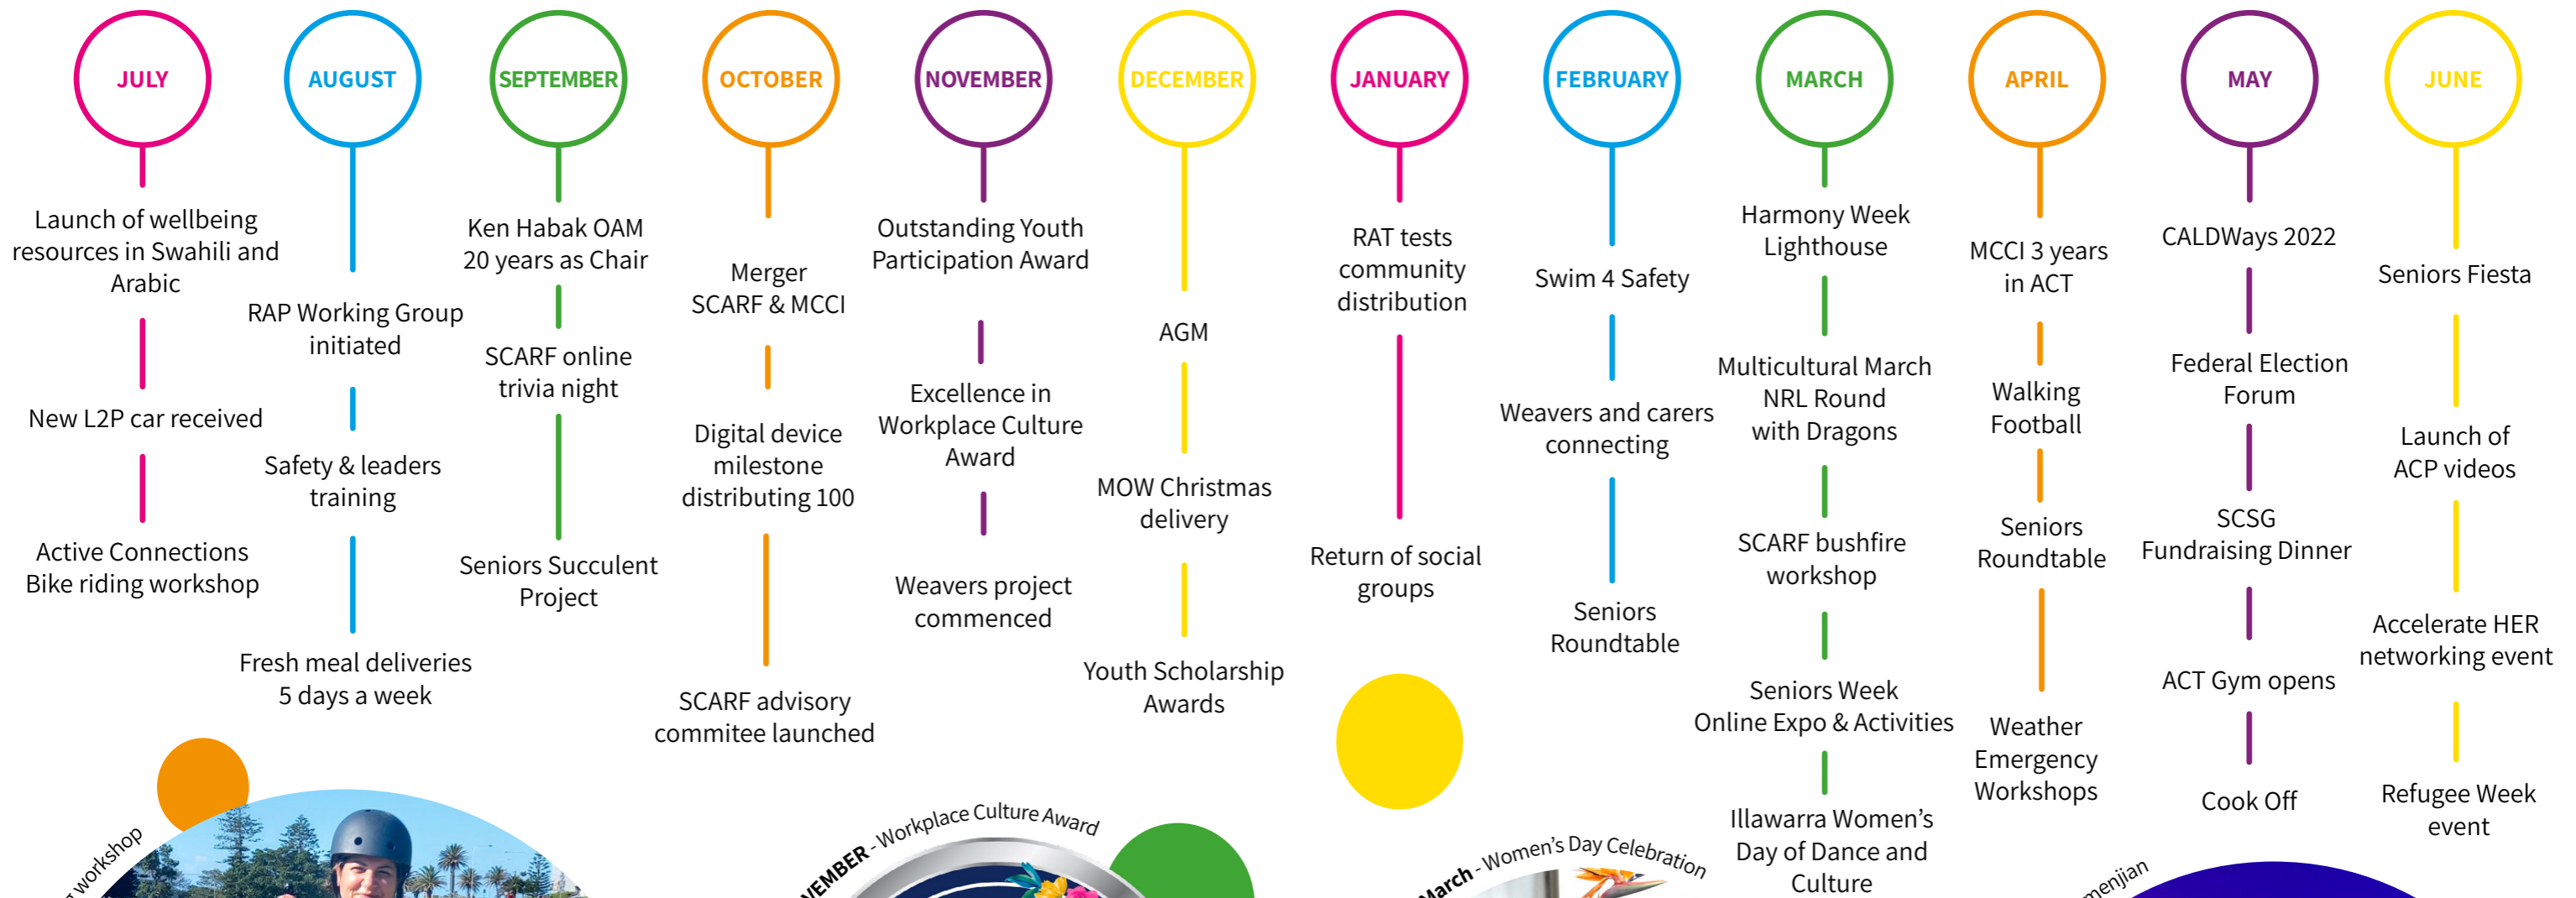 JULY
Launch of wellbeing
resources in Swahili and
Arabic
New L2P car received
Active Connections
Bike riding workshop
AUGUST
RAP Working Group
initiated
Safety & leaders
training
Fresh meal deliveries
5 days a week
SEPTEMBER
Ken Habak OAM
20 years as Chair
SCARF online
trivia night
Seniors Succulent
Project
OCTOBER
Merger
SCARF & MCCI
Digital device
milestone
distributing 100
SCARF advisory
commitee launched
NOVEMBER
Outstanding Youth
Participation Award
Excellence in
Workplace Culture
Award
Weavers project
commenced
DECEMBER
AGM
MOW Christmas
delivery
Youth Scholarship
Awards
JANUARY
RAT tests
community
distribution
Return of social
groups
FEBRUARY
Swim 4 Safety
Weavers and carers
connecting
Seniors
Roundtable
MARCH
Harmony Week
Lighthouse
Multicultural March
NRL Round
with Dragons
SCARF bushfire
workshop
Seniors Week
Online Expo & Activities
Illawarra Women's
Day of Dance and
Culture
APRIL
MCCI 3 years
in ACT
Walking
Football
Seniors
Roundtable
Weather
Emergency
Workshops
MAY
CALDWays 2022
Federal Election
Forum
SCSG
Fundraising Dinner
ACT Gym opens
Cook Off
JUNE
Seniors Fiesta
Launch of
ACP videos
Accelerate HER
networking event
Refugee Week
event
workshop
VEMBER - Workplace Culture Award
March - Women's Day Celebration
menjian